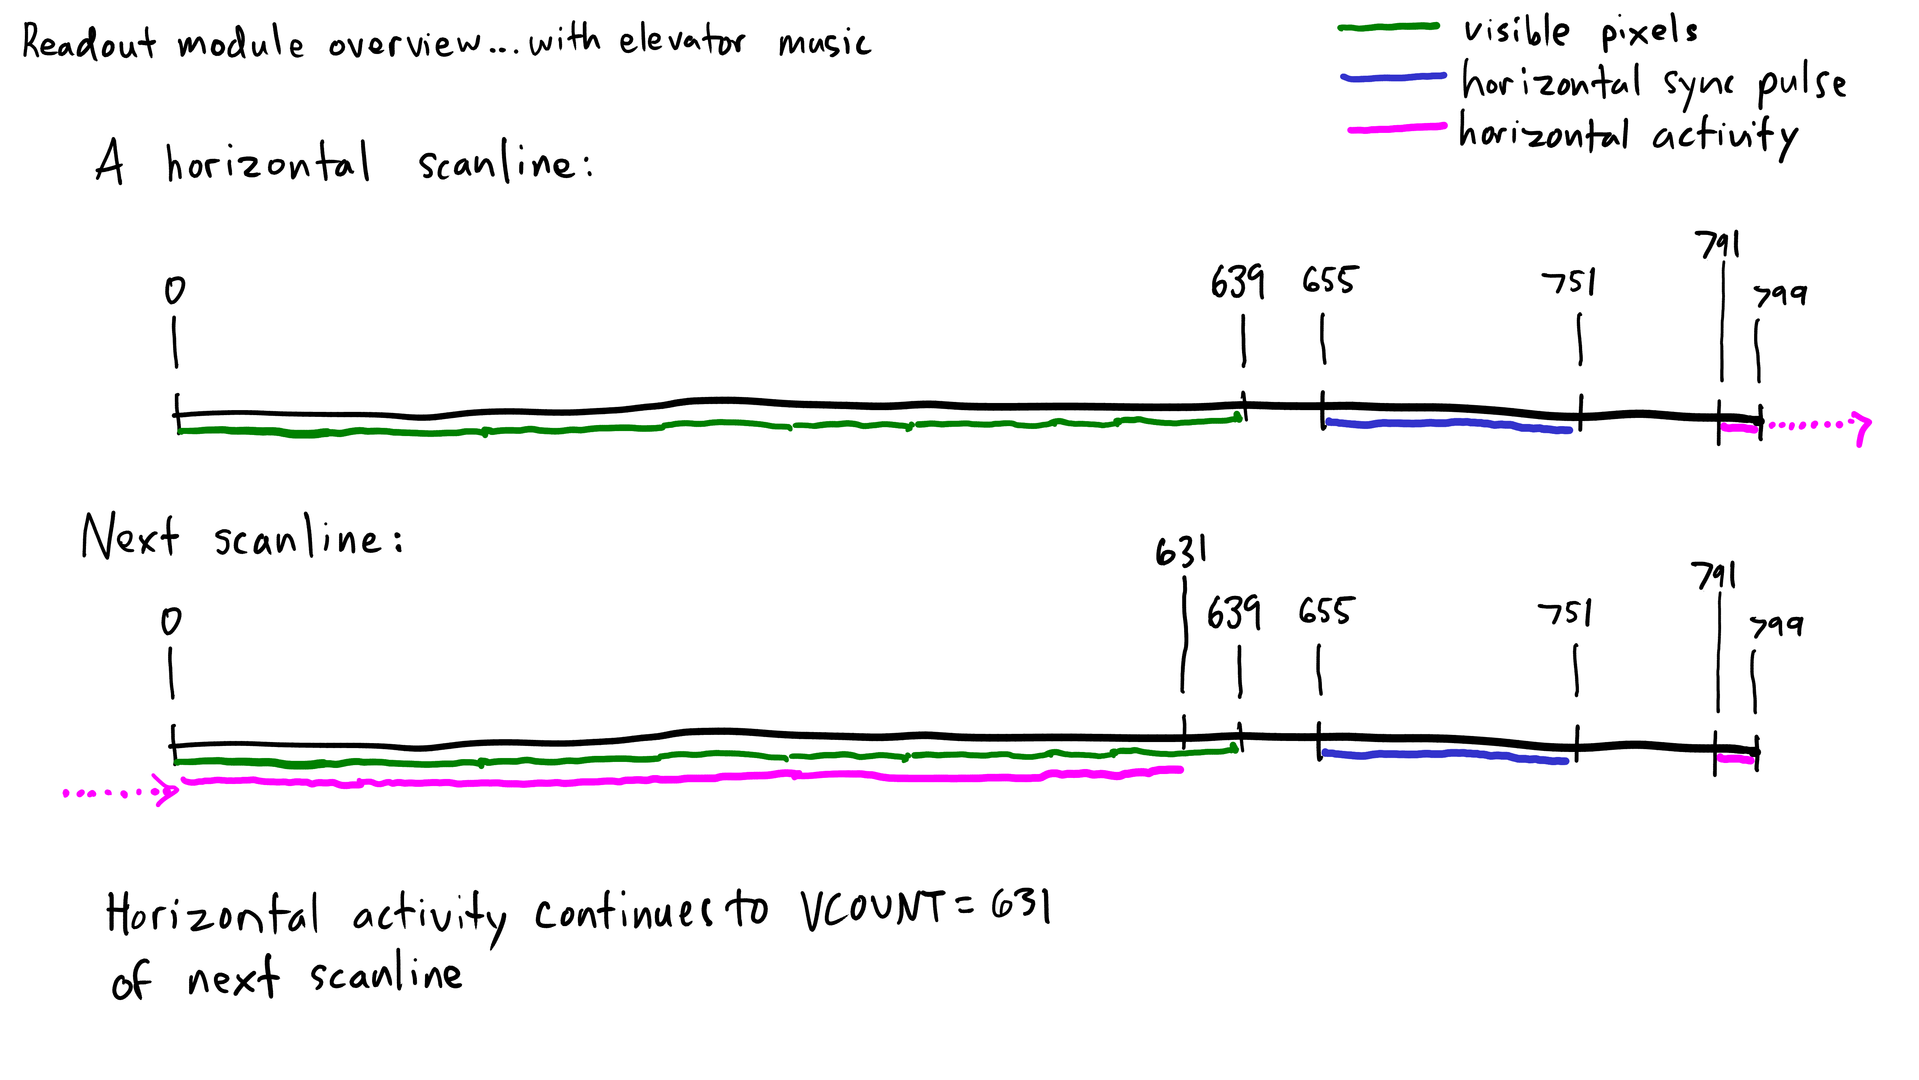 Readout module overview...with elevator music
visible pixels
horizontal sync pulse
horizontal activity
A horizontal scanline:
0
639
655
751
791
799
Next scanline:
0
631
639
655
751
791
799
Horizontal activity continues to VCOUNT = 631
of next scanline